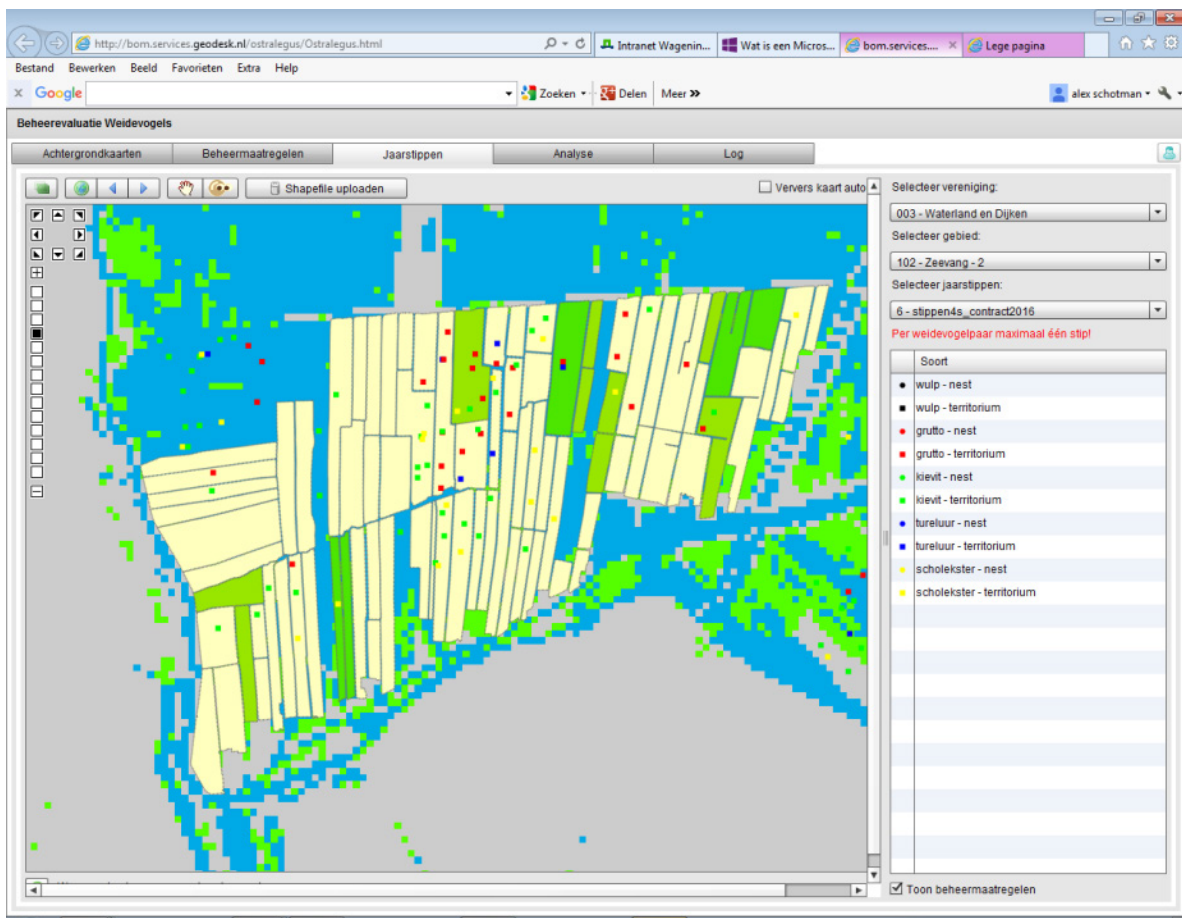 http://bom.services.geodesk.nl/ostralegus/Ostralegus.html
Intranet Wagenin...
Wat is een Micros...
bom.services....
Lege pagina
Bestand Bewerken Beeld Favorieten Extra Help
Google
Zoeken
Delen
Meer
alex schotman
Beheerevaluatie Weidevogels
Achtergrondkaarten
Beheermaatregelen
Jaarstippen
Analyse
Log
Shapefile uploaden
Ververs kaart auto
Selecteer vereniging:
003 - Waterland en Dijken
Selecteer gebied:
102 - Zeevang - 2
Selecteer jaarstippen:
6 - stippen4s_contract2016
Per weidevogelpaar maximaal één stip!
Soort
wulp - nest
wulp - territorium
grutto - nest
grutto - territorium
kievit - nest
kievit - territorium
tureluur - nest
tureluur - territorium
scholekster - nest
scholekster - territorium
Toon beheermaatregelen